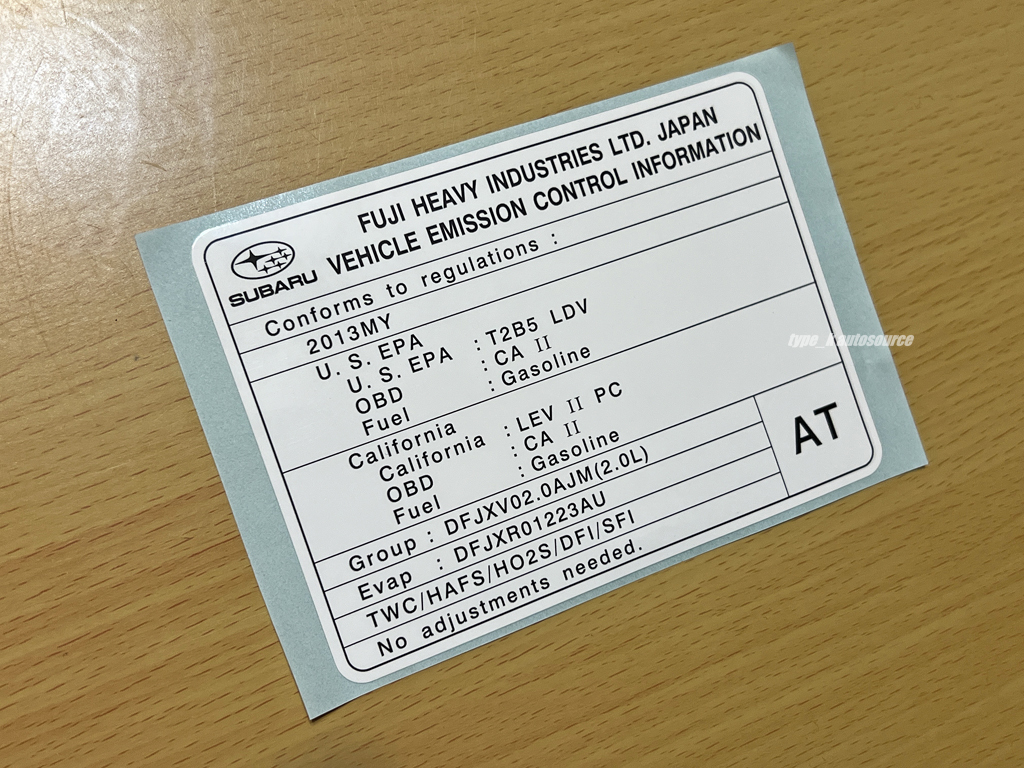 FUJI HEAVY INDUSTRIES LTD. JAPAN
SUBARU VEHICLE EMISSION CONTROL INFORMATION
Conforms to regulations :
2013MY
U. S. EPA
U. S. EPA : T2B5 LDV
OBD : CA II
Fuel : Gasoline
California
California : LEV II PC
OBD : CA II
Fuel : Gasoline
Group : DFJXV02.0AJM(2.0L)
Evap : DFJXR01223AU
TWC/HAFS/HO2S/DFI/SFI
No adjustments needed.
AT
type_x autosource